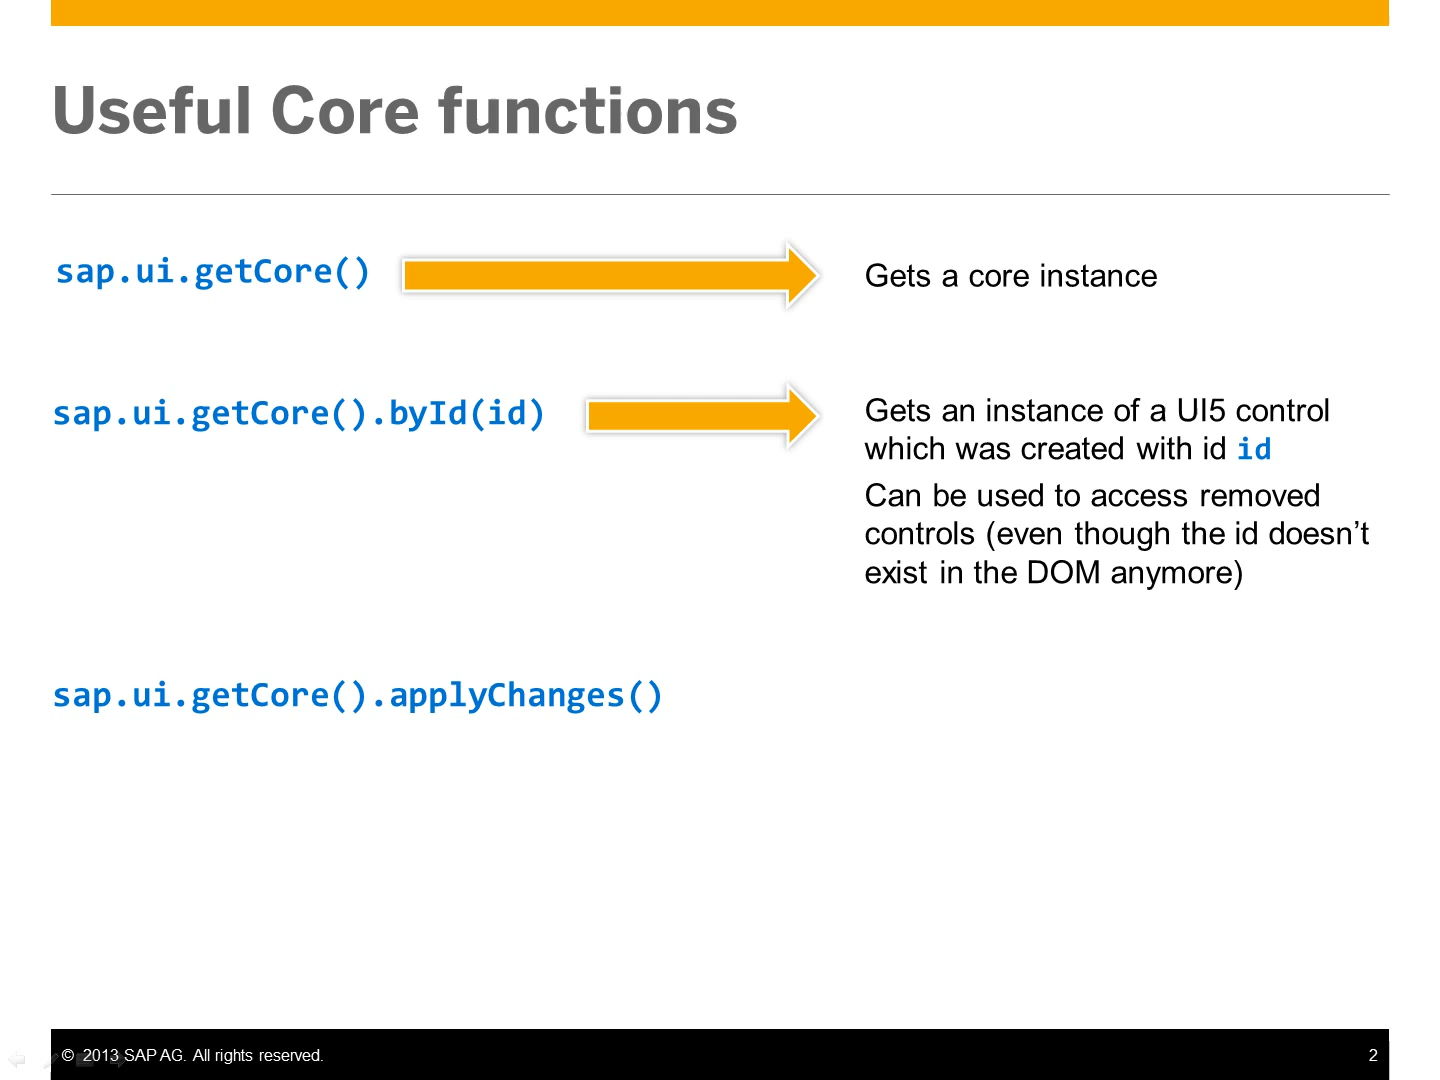 Useful Core functions
sap.ui.getCore()
Gets a core instance
sap.ui.getCore().byId(id)
Gets an instance of a UI5 control
which was created with id id
Can be used to access removed
controls (even though the id doesn’t
exist in the DOM anymore)
sap.ui.getCore().applyChanges()
© 2013 SAP AG. All rights reserved.
2